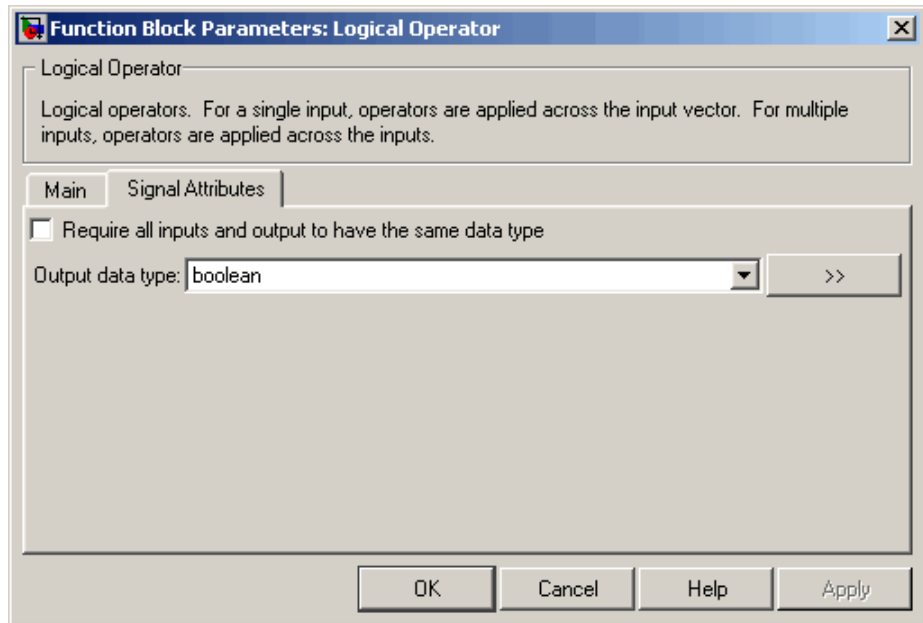 Function Block Parameters: Logical Operator
Logical Operator
Logical operators. For a single input, operators are applied across the input vector. For multiple
inputs, operators are applied across the inputs.
Main Signal Attributes
Require all inputs and output to have the same data type
Output data type: boolean >>
OK Cancel Help Apply